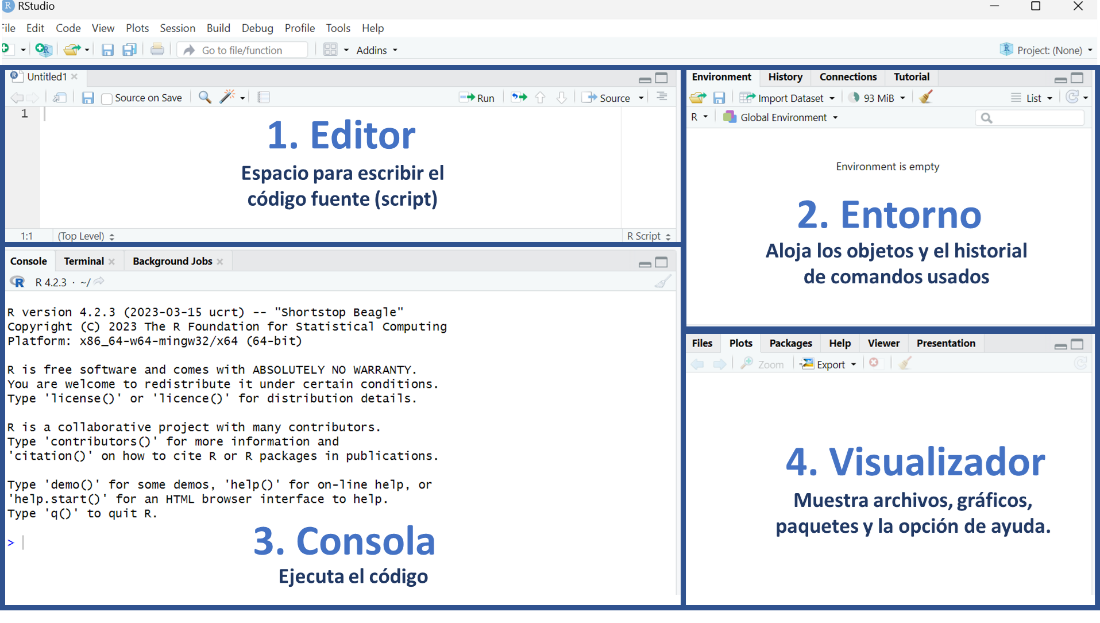 RStudio
File Edit Code View Plots Session Build Debug Profile Tools Help
Go to file/function Addins Project: (None)
Untitled1
Source on Save Run Source
1
1. Editor
Espacio para escribir el
código fuente (script)
1:1 (Top Level) R Script
Environment History Connections Tutorial
Import Dataset 93 MiB List
R Global Environment
Environment is empty
2. Entorno
Aloja los objetos y el historial
de comandos usados
Console Terminal Background Jobs
R 4.2.3 · ~/
R version 4.2.3 (2023-03-15 ucrt) -- "Shortstop Beagle"
Copyright (C) 2023 The R Foundation for Statistical Computing
Platform: x86_64-w64-mingw32/x64 (64-bit)
R is free software and comes with ABSOLUTELY NO WARRANTY.
You are welcome to redistribute it under certain conditions.
Type 'license()' or 'licence()' for distribution details.
R is a collaborative project with many contributors.
Type 'contributors()' for more information and
'citation()' on how to cite R or R packages in publications.
Type 'demo()' for some demos, 'help()' for on-line help, or
'help.start()' for an HTML browser interface to help.
Type 'q()' to quit R.
>
3. Consola
Ejecuta el código
Files Plots Packages Help Viewer Presentation
Zoom Export
4. Visualizador
Muestra archivos, gráficos,
paquetes y la opción de ayuda.